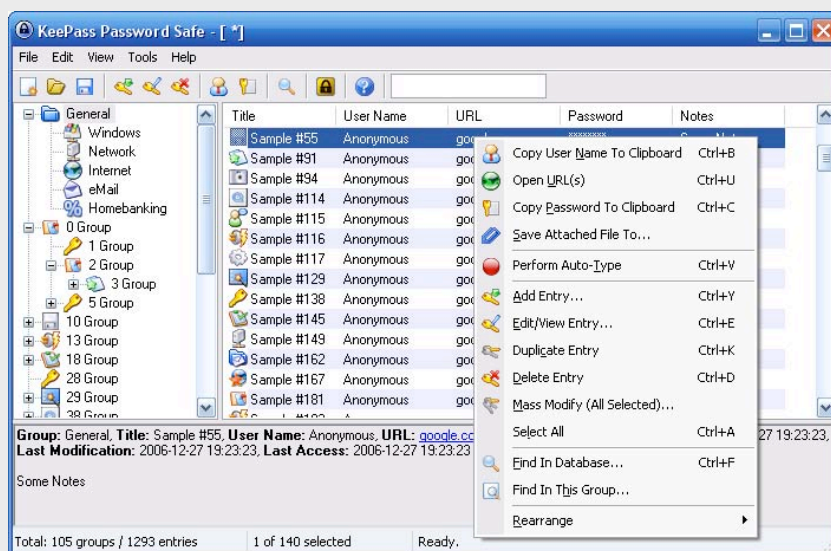 KeePass Password Safe - [ *]
File Edit View Tools Help
General
Windows
Network
Internet
eMail
Homebanking
0 Group
1 Group
2 Group
3 Group
5 Group
10 Group
13 Group
18 Group
28 Group
29 Group
38 Group
Title User Name URL Password Notes
Sample #55 Anonymous ********
Sample #91 Anonymous
Sample #94 Anonymous
Sample #114 Anonymous
Sample #115 Anonymous
Sample #116 Anonymous
Sample #117 Anonymous
Sample #129 Anonymous
Sample #138 Anonymous
Sample #145 Anonymous
Sample #149 Anonymous
Sample #162 Anonymous
Sample #167 Anonymous
Sample #181 Anonymous
Copy User Name To Clipboard Ctrl+B
Open URL(s) Ctrl+U
Copy Password To Clipboard Ctrl+C
Save Attached File To...
Perform Auto-Type Ctrl+V
Add Entry... Ctrl+Y
Edit/View Entry... Ctrl+E
Duplicate Entry Ctrl+K
Delete Entry Ctrl+D
Mass Modify (All Selected)...
Select All Ctrl+A
Find In Database... Ctrl+F
Find In This Group...
Rearrange
Group: General, Title: Sample #55, User Name: Anonymous, URL: google.co 27 19:23:23,
Last Modification: 2006-12-27 19:23:23, Last Access: 2006-12-27 19:23:23
Some Notes
Total: 105 groups / 1293 entries 1 of 140 selected Ready.